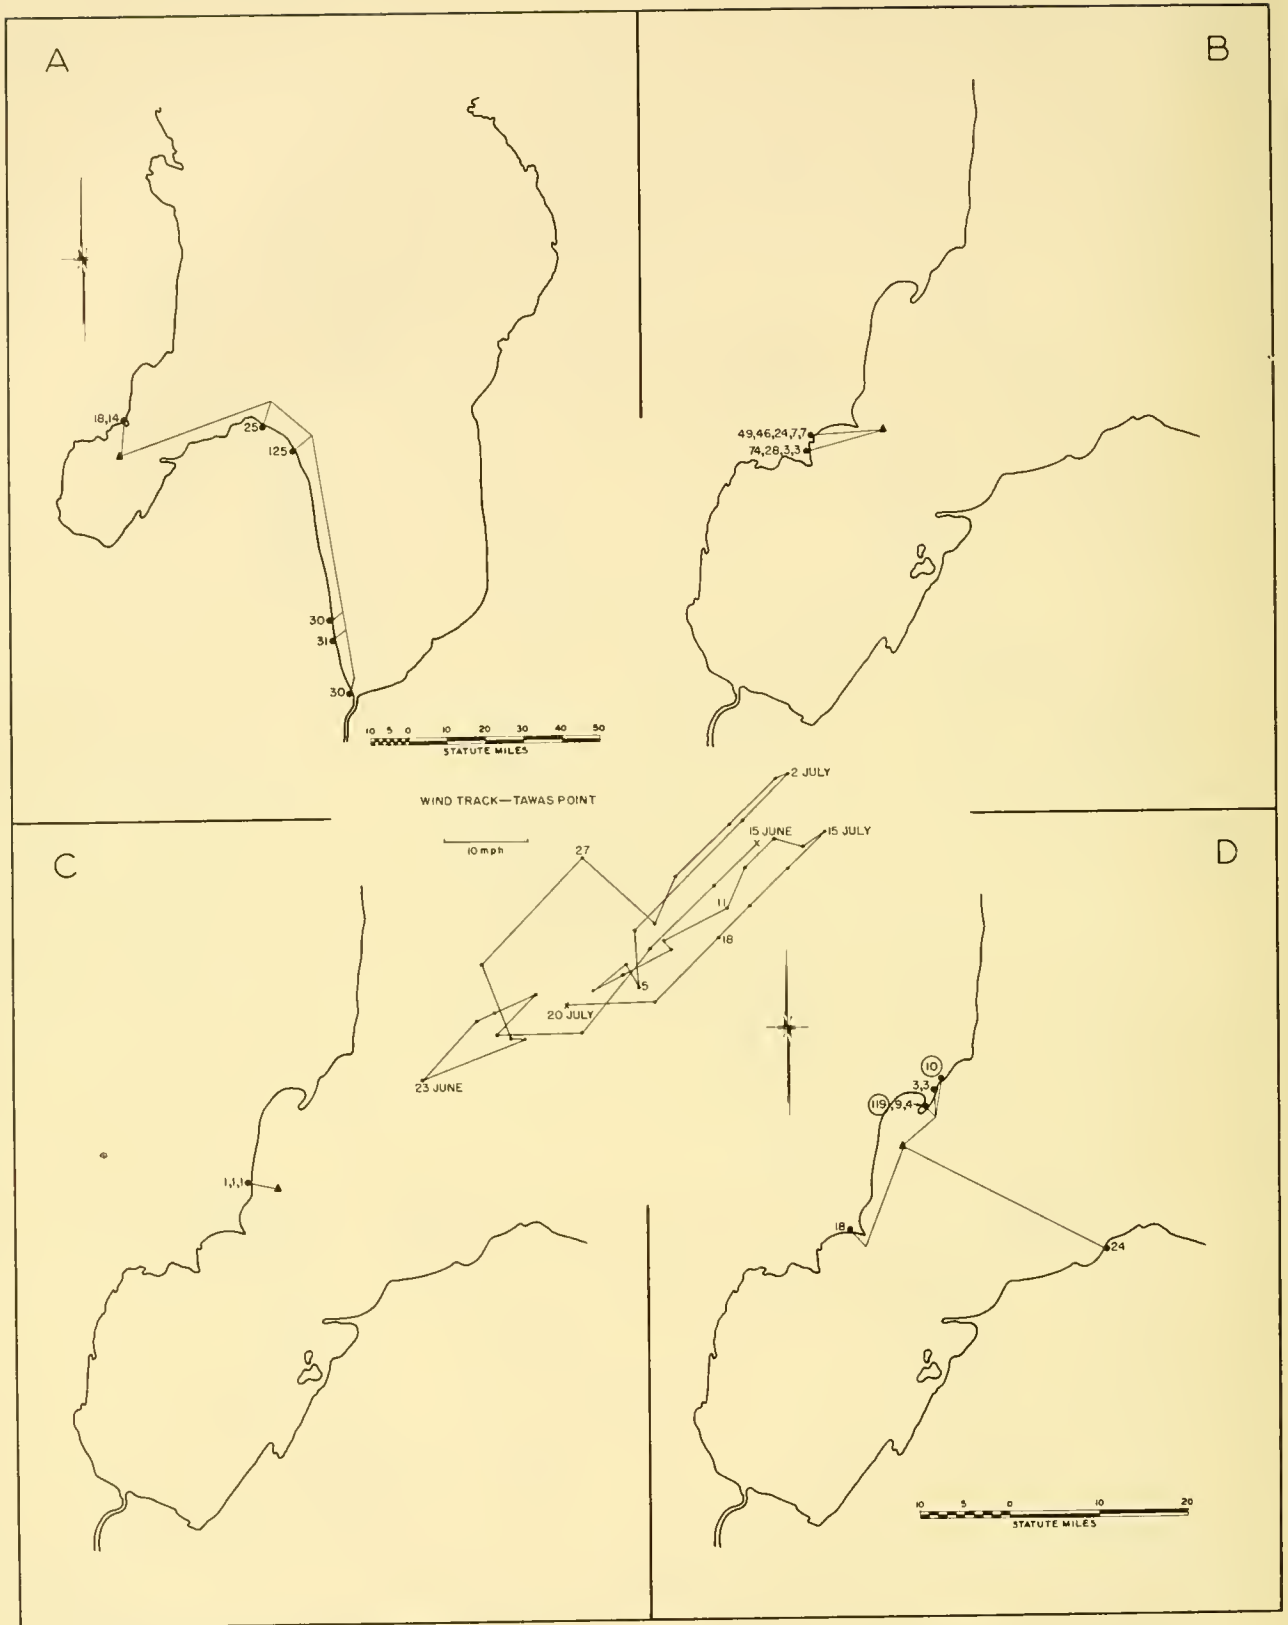 A
B
18,14
25
125
30
31
30
10 5 0 10 20 30 40 50
STATUTE MILES
49,46,24,7,7
74,28,3,3
WIND TRACK—TAWAS POINT
10 mph
2 JULY
15 JUNE
15 JULY
27
11
18
5
20 JULY
23 JUNE
C
D
1,1,1
10
3,3
119,9,4
18
24
10 5 0 10 20
STATUTE MILES